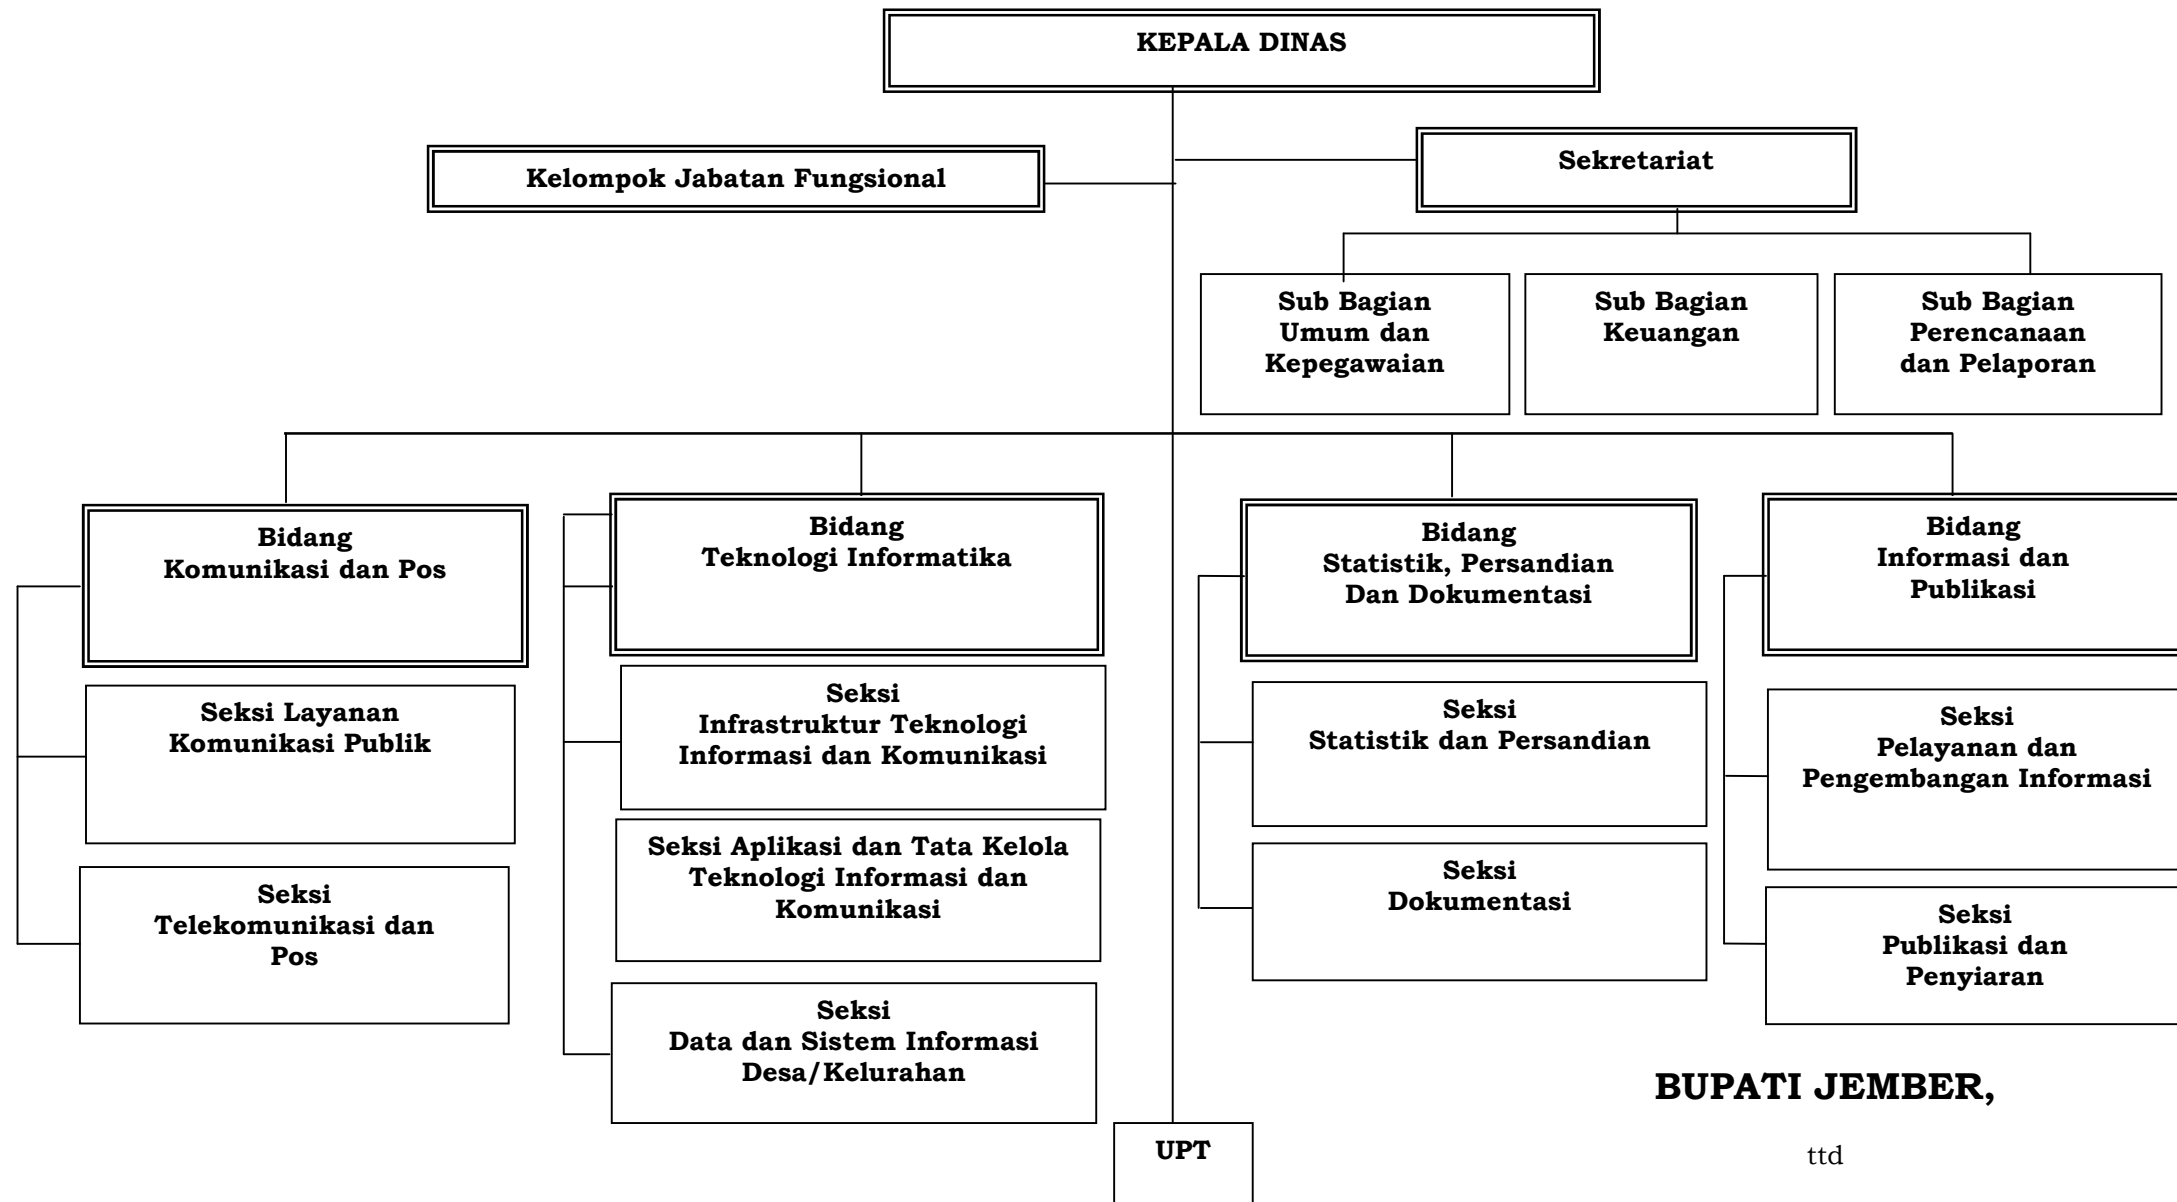 KEPALA DINAS
Kelompok Jabatan Fungsional
Sekretariat
Sub Bagian
Umum dan
Kepegawaian
Sub Bagian
Keuangan
Sub Bagian
Perencanaan
dan Pelaporan
Bidang
Komunikasi dan Pos
Seksi Layanan
Komunikasi Publik
Seksi
Telekomunikasi dan
Pos
Bidang
Teknologi Informatika
Seksi
Infrastruktur Teknologi
Informasi dan Komunikasi
Seksi Aplikasi dan Tata Kelola
Teknologi Informasi dan
Komunikasi
Seksi
Data dan Sistem Informasi
Desa/Kelurahan
Bidang
Statistik, Persandian
Dan Dokumentasi
Seksi
Statistik dan Persandian
Seksi
Dokumentasi
Bidang
Informasi dan
Publikasi
Seksi
Pelayanan dan
Pengembangan Informasi
Seksi
Publikasi dan
Penyiaran
UPT
BUPATI JEMBER,
ttd